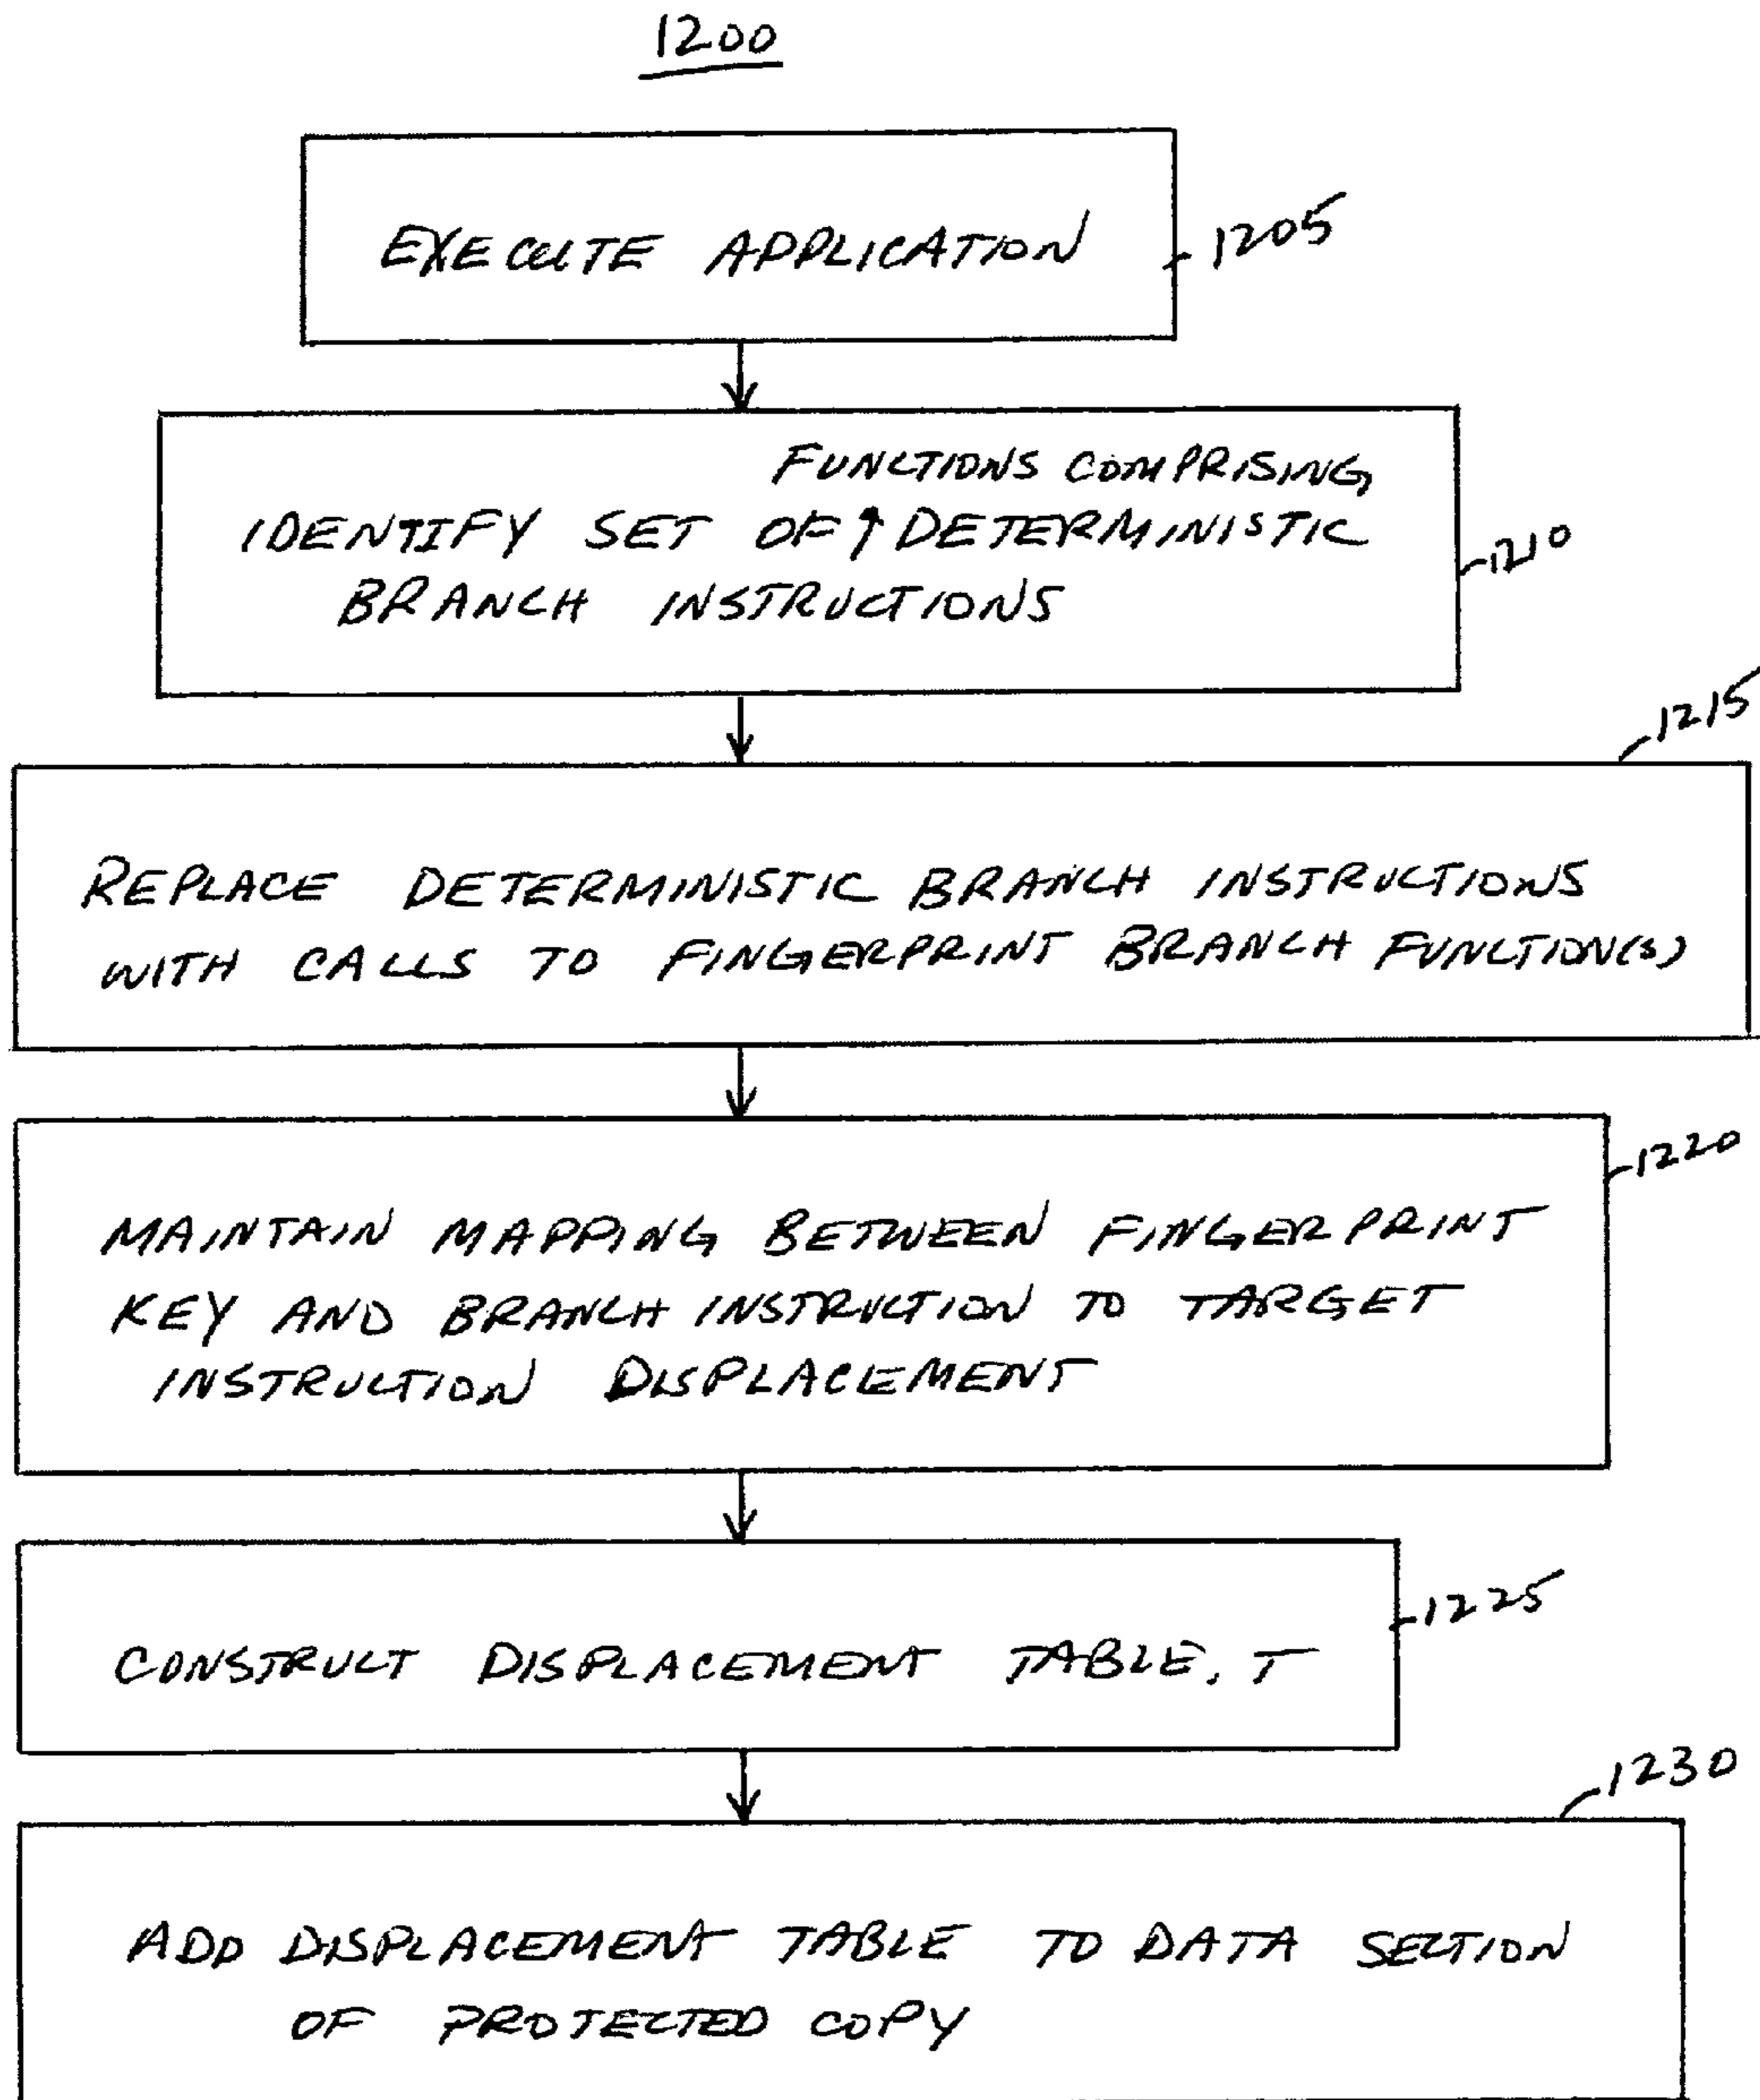 1200
EXECUTE APPLICATION
1205
FUNCTIONS COMPRISING
IDENTIFY SET OF ↑ DETERMINISTIC
BRANCH INSTRUCTIONS
1210
1215
REPLACE DETERMINISTIC BRANCH INSTRUCTIONS
WITH CALLS TO FINGERPRINT BRANCH FUNCTION(S)
1220
MAINTAIN MAPPING BETWEEN FINGERPRINT
KEY AND BRANCH INSTRUCTION TO TARGET
INSTRUCTION DISPLACEMENT
1225
CONSTRUCT DISPLACEMENT TABLE, T
1230
ADD DISPLACEMENT TABLE TO DATA SECTION
OF PROTECTED COPY